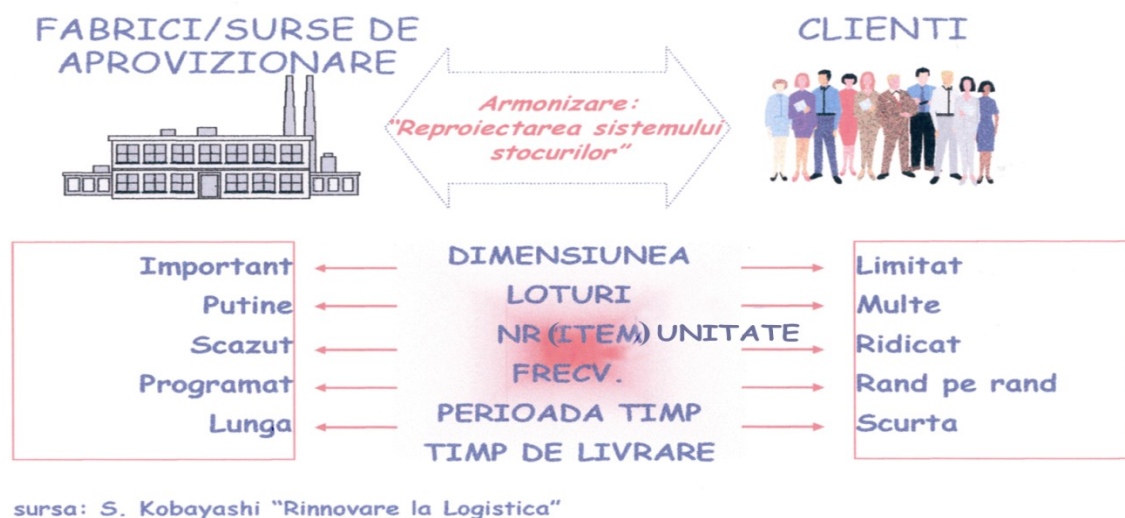 FABRICI/SURSE DE
APROVIZIONARE
CLIENTI
Armonizare:
"Reproiectarea sistemului
stocurilor"
Important
Putine
Scazut
Programat
Lunga
DIMENSIUNEA
LOTURI
NR (ITEM) UNITATE
FRECV.
PERIOADA TIMP
TIMP DE LIVRARE
Limitat
Multe
Ridicat
Rand pe rand
Scurta
sursa: S. Kobayashi "Rinnovare la Logistica"